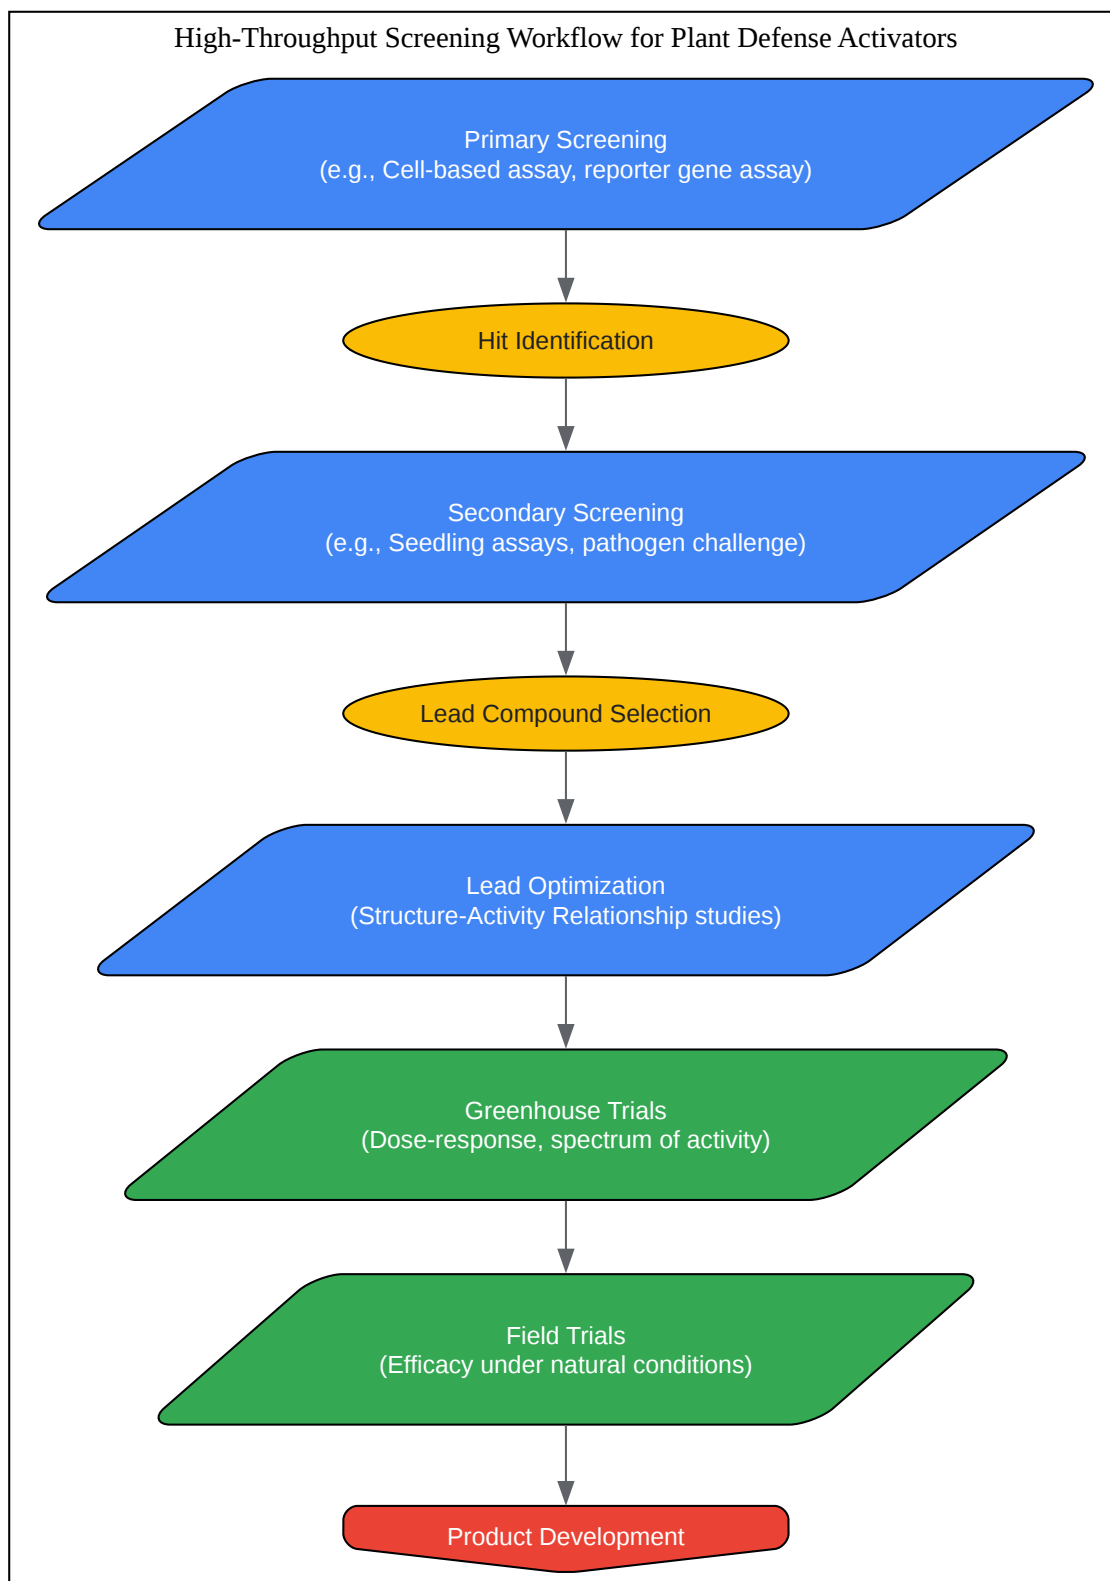 High-Throughput Screening Workflow for Plant Defense Activators
Primary Screening
(e.g., Cell-based assay, reporter gene assay)
Hit Identification
Secondary Screening
(e.g., Seedling assays, pathogen challenge)
Lead Compound Selection
Lead Optimization
(Structure-Activity Relationship studies)
Greenhouse Trials
(Dose-response, spectrum of activity)
Field Trials
(Efficacy under natural conditions)
Product Development